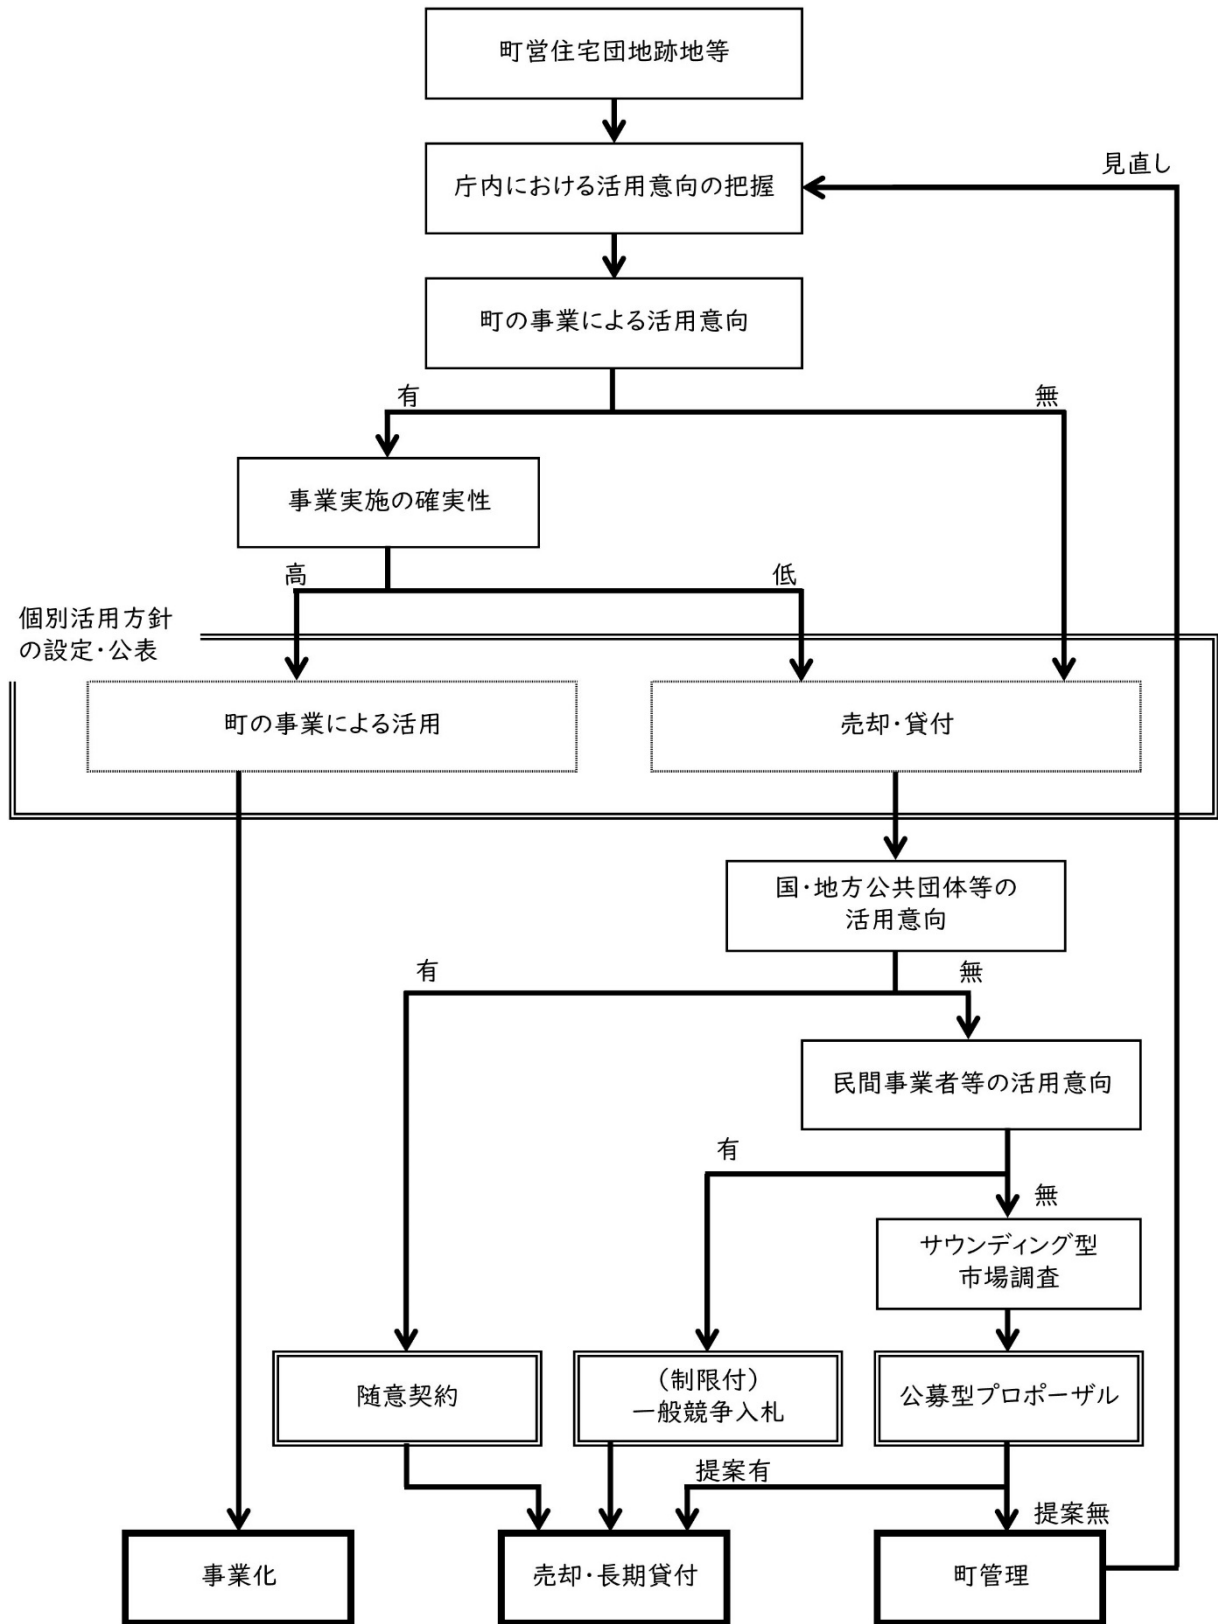 町営住宅団地跡地等
見直し
庁内における活用意向の把握
町の事業による活用意向
有
無
事業実施の確実性
高
低
個別活用方針
の設定・公表
町の事業による活用
売却・貸付
国・地方公共団体等の
活用意向
有
無
民間事業者等の活用意向
有
無
サウンディング型
市場調査
随意契約
（制限付）
一般競争入札
公募型プロポーザル
提案有
提案無
事業化
売却・長期貸付
町管理